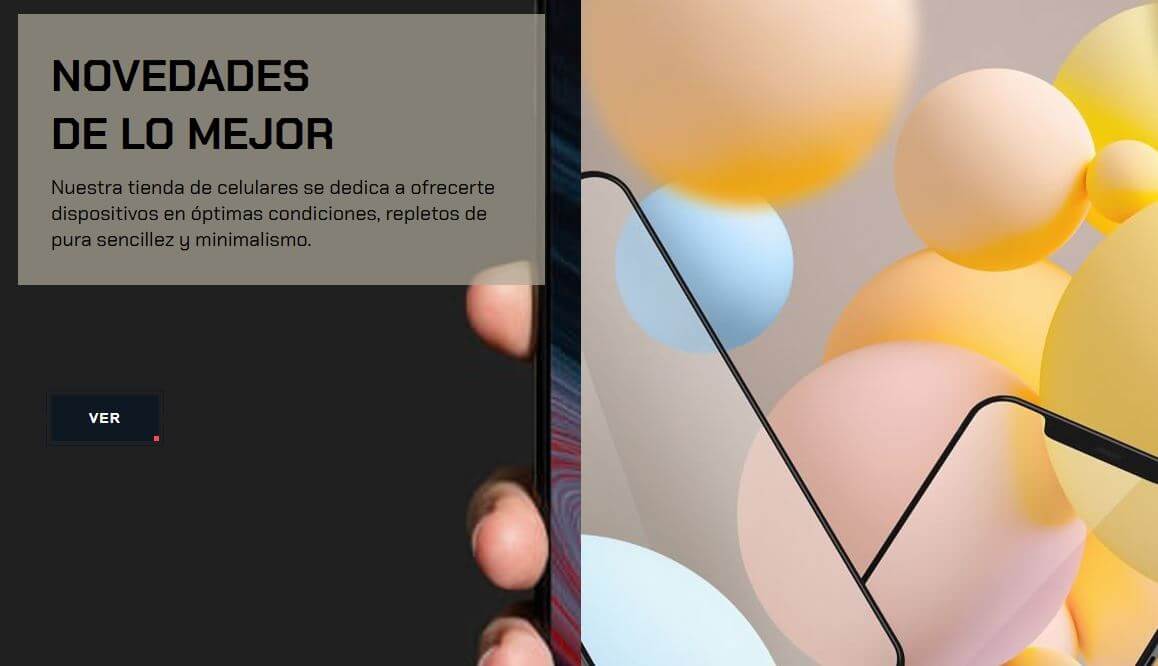 NOVEDADES
DE LO MEJOR
Nuestra tienda de celulares se dedica a ofrecerte
dispositivos en óptimas condiciones, repletos de
pura sencillez y minimalismo.
VER